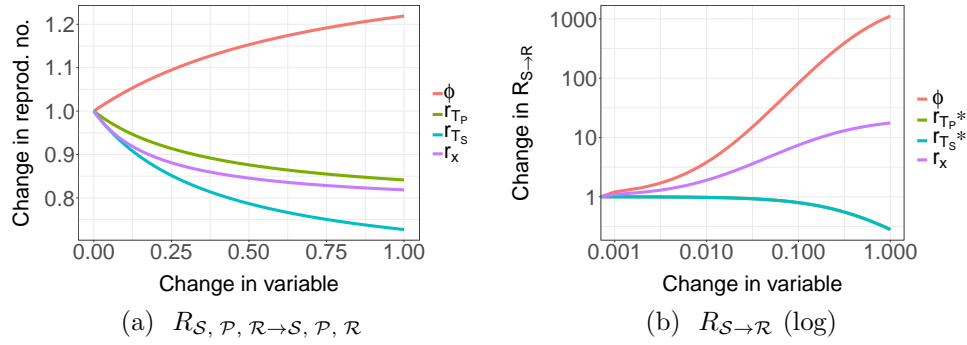 Change in reprod. no.
1.2
1.1
1.0
0.9
0.8
0.00 0.25 0.50 0.75 1.00
Change in variable
ϕ
r_{T_P}
r_{T_S}
r_x
(a) R_{𝒮, 𝒫, ℛ→𝒮, 𝒫, ℛ}
Change in R_{S→R}
1000
100
10
1
0.001 0.010 0.100 1.000
Change in variable
ϕ
r_{T_P}*
r_{T_S}*
r_x
(b) R_{𝒮→ℛ} (log)